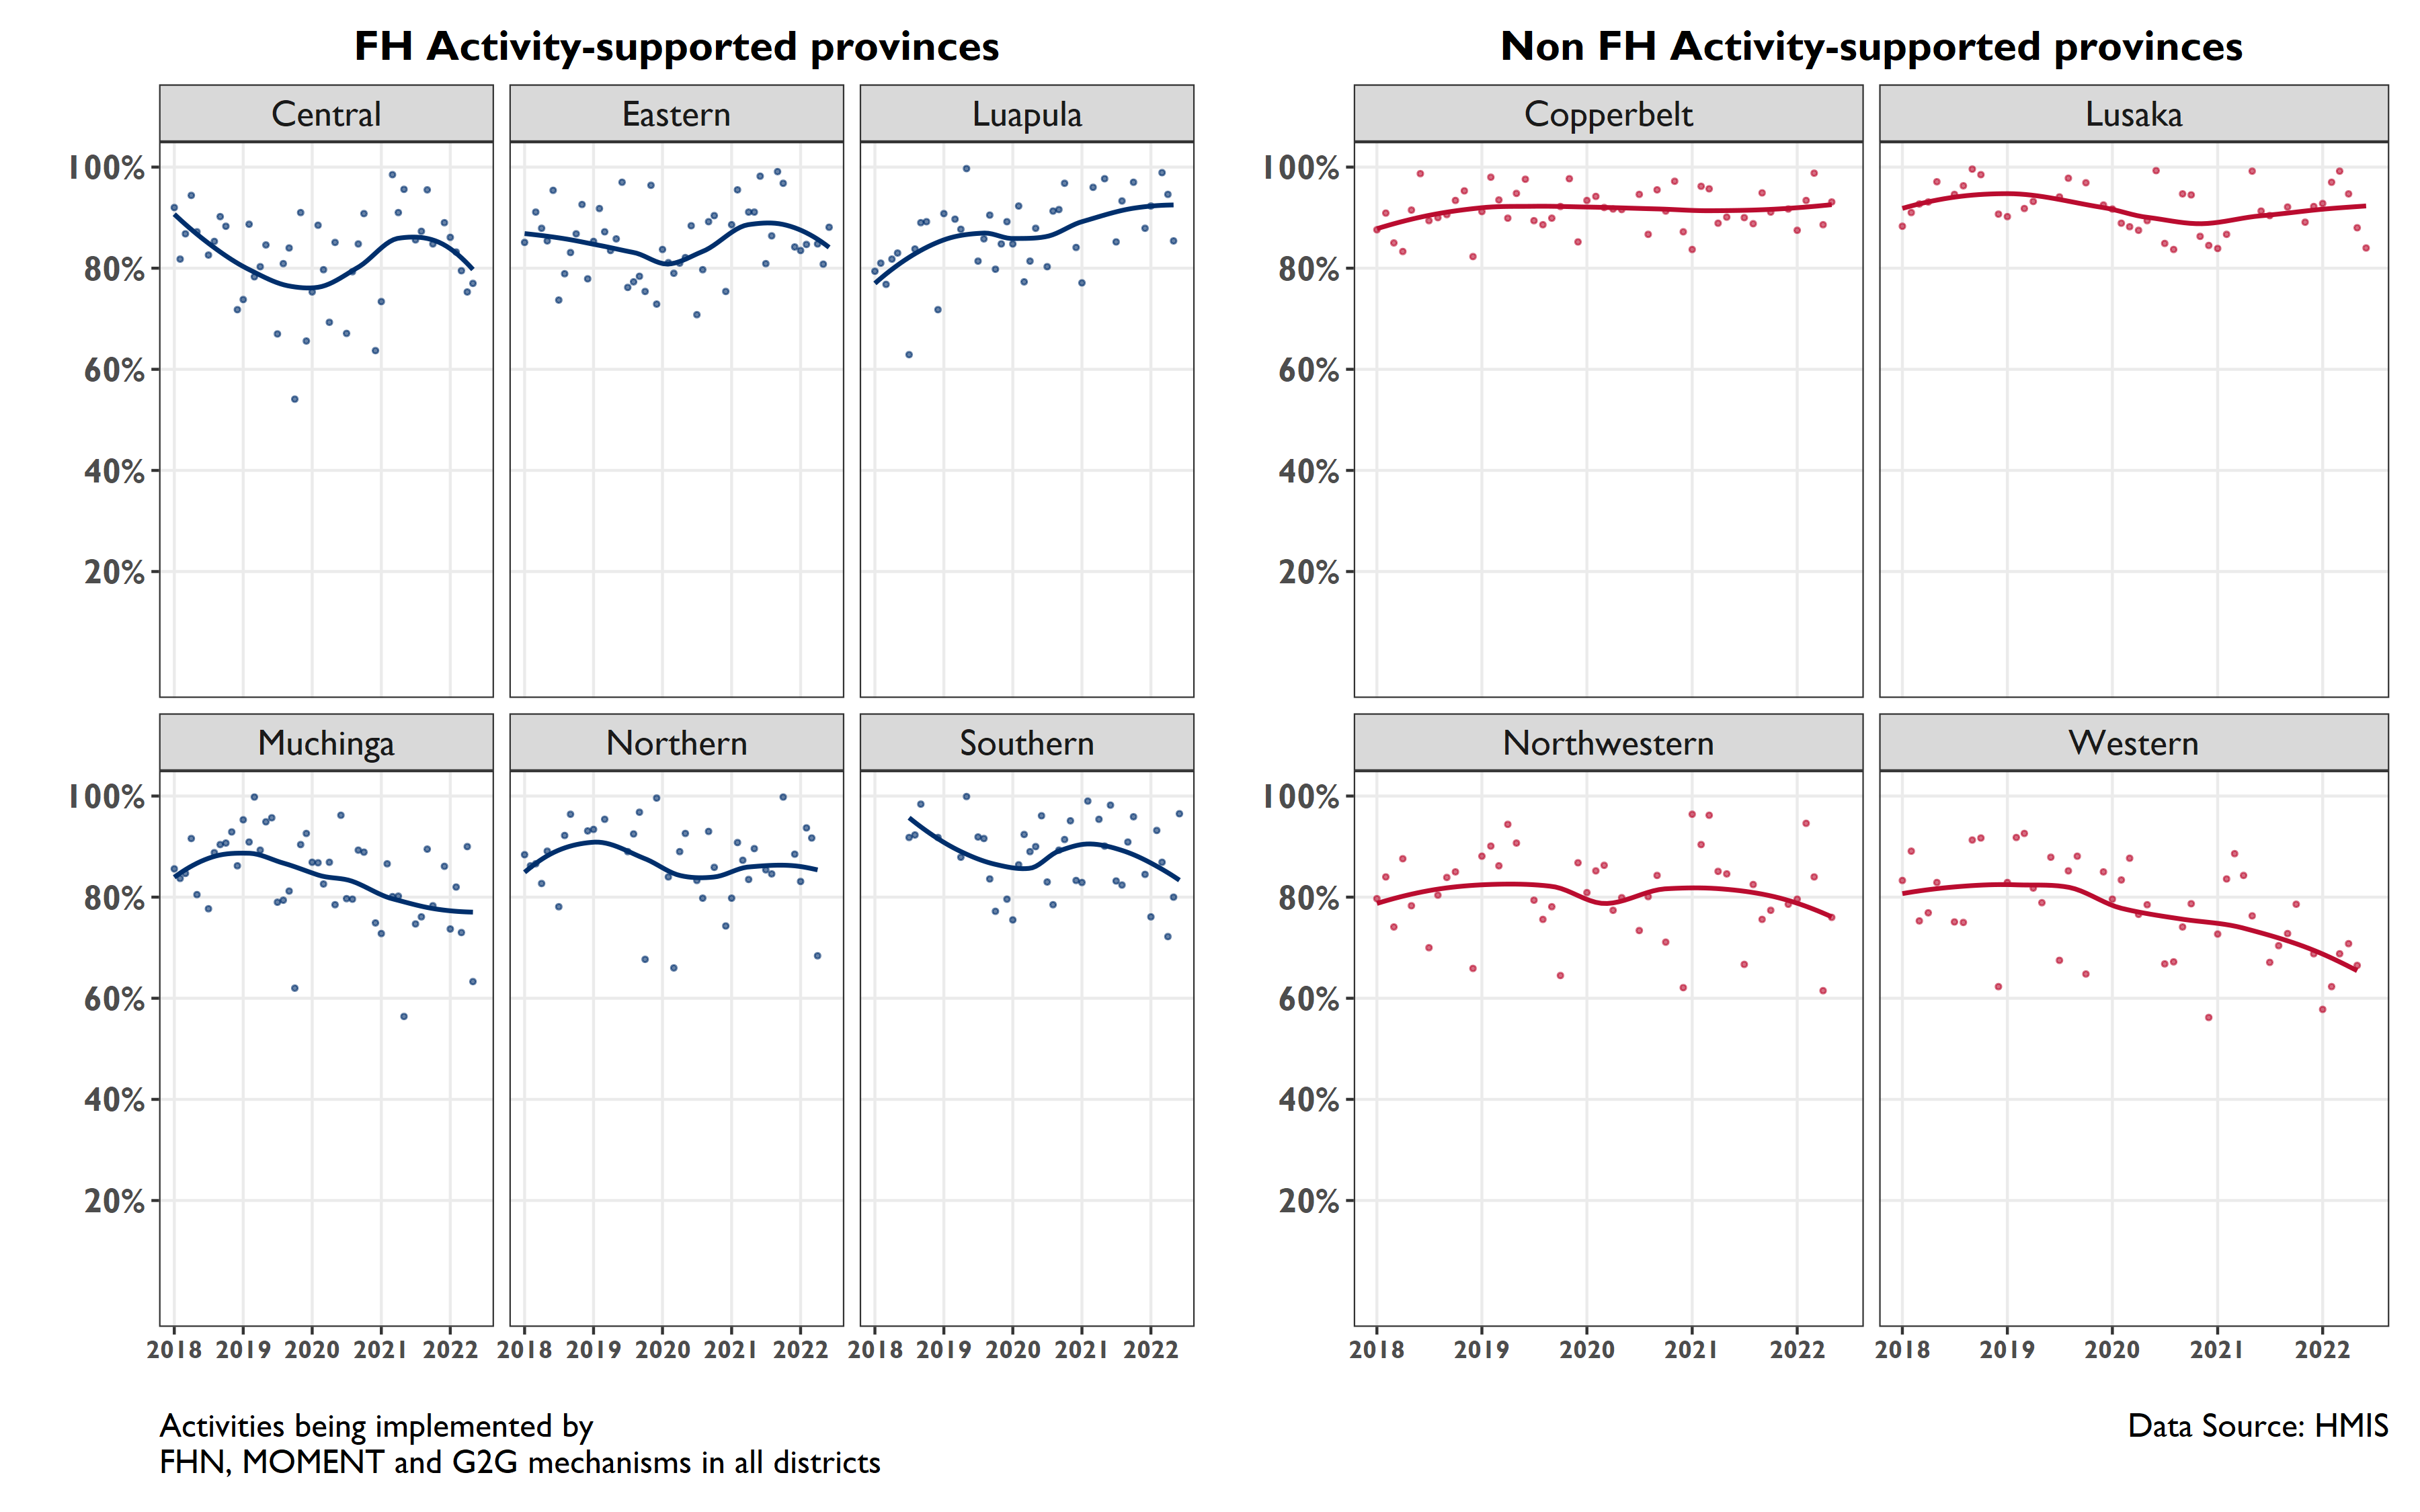 FH Activity-supported provinces
Non FH Activity-supported provinces
Central
Eastern
Luapula
Copperbelt
Lusaka
100%
80%
60%
40%
20%
100%
80%
60%
40%
20%
Muchinga
Northern
Southern
Northwestern
Western
100%
80%
60%
40%
20%
100%
80%
60%
40%
20%
2018 2019 2020 2021 2022
2018 2019 2020 2021 2022
2018 2019 2020 2021 2022
2018 2019 2020 2021 2022
2018 2019 2020 2021 2022
Activities being implemented by
FHN, MOMENT and G2G mechanisms in all districts
Data Source: HMIS